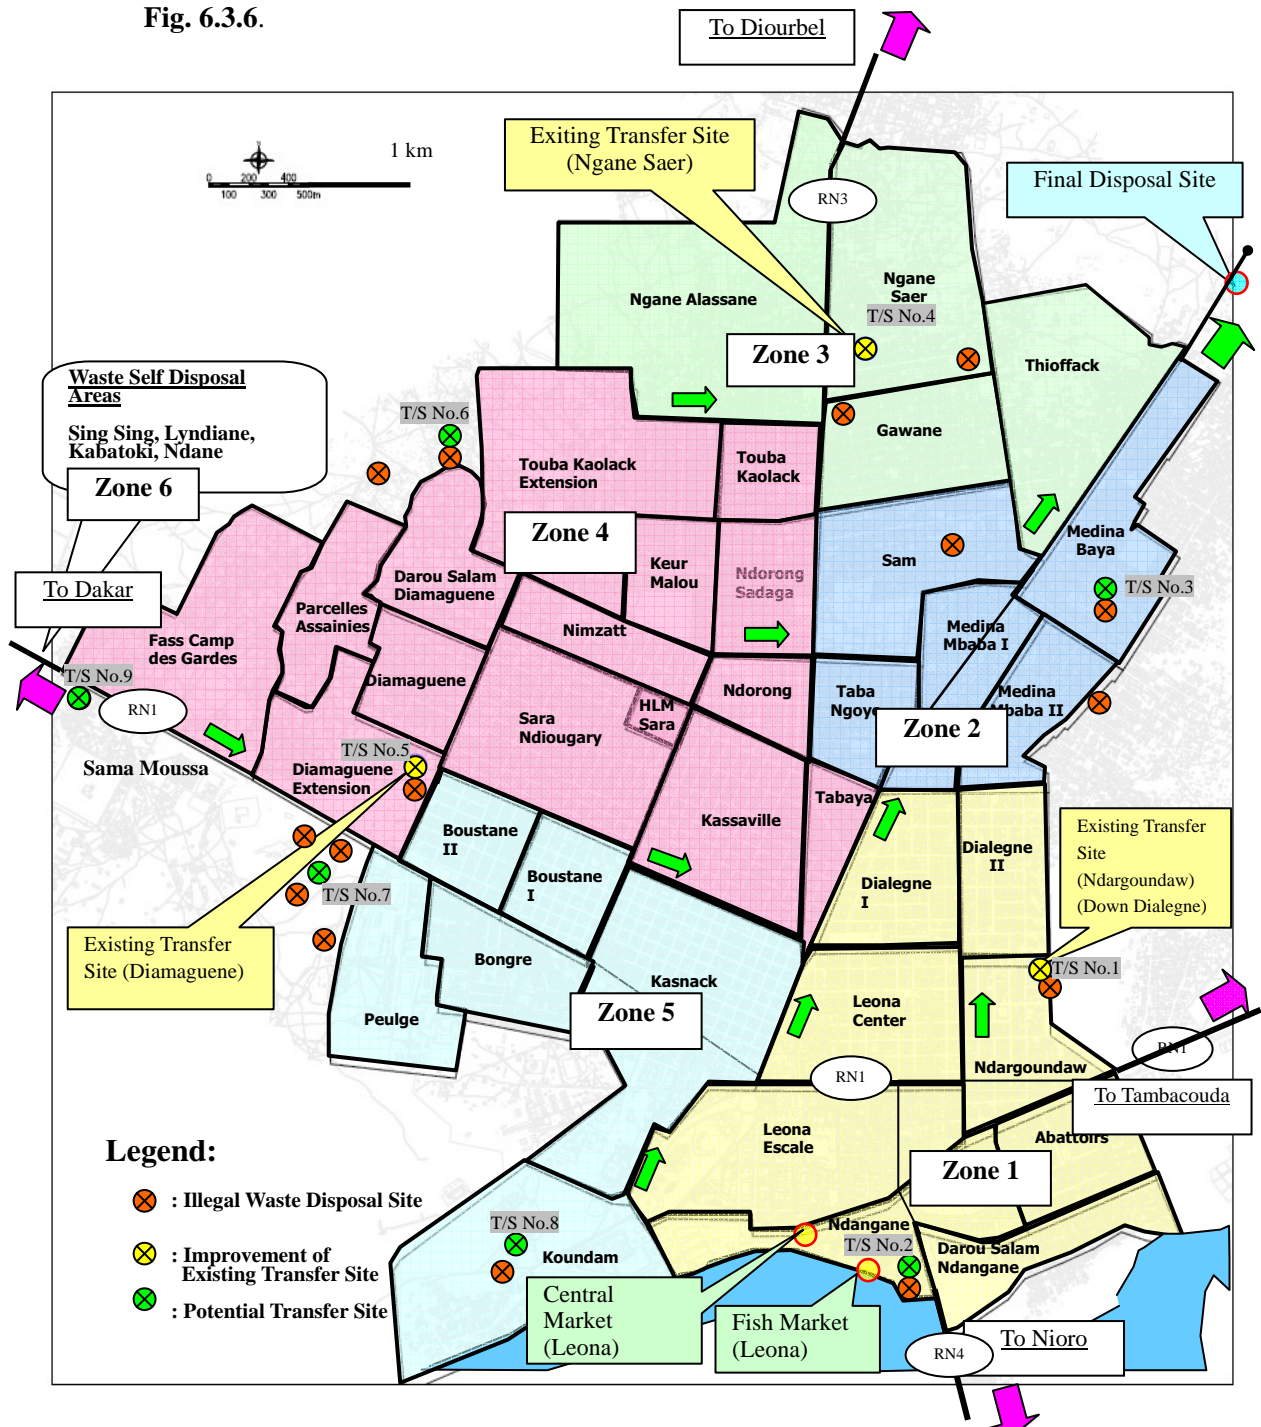 Fig. 6.3.6.
To Diourbel
Exiting Transfer Site
(Ngane Saer)
1 km
N
0 200 400
100 300 500m
Final Disposal Site
RN3
Ngane Alassane
Ngane
Saer
T/S No.4
Zone 3
Thioffack
Waste Self Disposal
Areas
Sing Sing, Lyndiane,
Kabatoki, Ndane
Zone 6
T/S No.6
Gawane
Touba Kaolack
Extension
Touba
Kaolack
Zone 4
Sam
Medina
Baya
Keur
Malou
Ndorong
Sadaga
T/S No.3
To Dakar
Darou Salam
Diamaguene
Parcelles
Assainies
Nimzatt
Medina
Mbaba I
Fass Camp
des Gardes
T/S No.9
Diamaguene
Ndorong
Taba
Ngoye
Medina
Mbaba II
RN1
HLM
Sara
Sara
Ndiougary
Zone 2
T/S No.5
Sama Moussa
Diamaguene
Extension
Tabaya
Kassaville
Boustane
II
Dialegne
II
Existing Transfer
Site
(Ndargoundaw)
(Down Dialegne)
Boustane
I
Dialegne
I
T/S No.7
Existing Transfer
Site (Diamaguene)
Bongre
Kasnack
T/S No.1
Leona
Center
Zone 5
Peulge
RN1
Ndargoundaw
RN1
To Tambacouda
Leona
Escale
Abattoirs
Legend:
Zone 1
: Illegal Waste Disposal Site
T/S No.8
Ndangane
T/S No.2
Koundam
Darou Salam
Ndangane
: Improvement of
Existing Transfer Site
: Potential Transfer Site
Central
Market
(Leona)
Fish Market
(Leona)
To Nioro
RN4